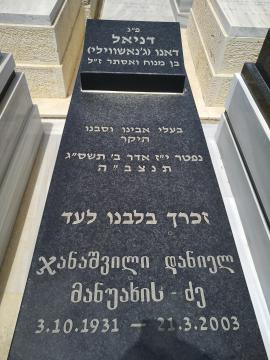 פ״נ
דניאל
דאנו (ג׳נאשווילי)
בן מנוח ואסתר ז״ל
בעלי אבינו וסבנו
היקר
נפטר י״ז אדר ב׳ תשס״ג
ת נ צ ב ״ ה
זכרך בלבנו לעד
ჯანაშვილი დანიელ
მანუახის - ძე
3.10.1931 — 21.3.2003